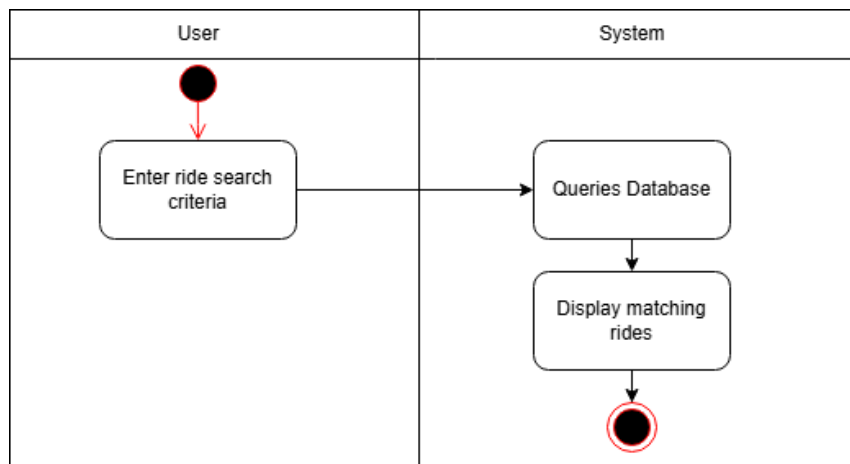 User
System
Enter ride search
criteria
Queries Database
Display matching
rides